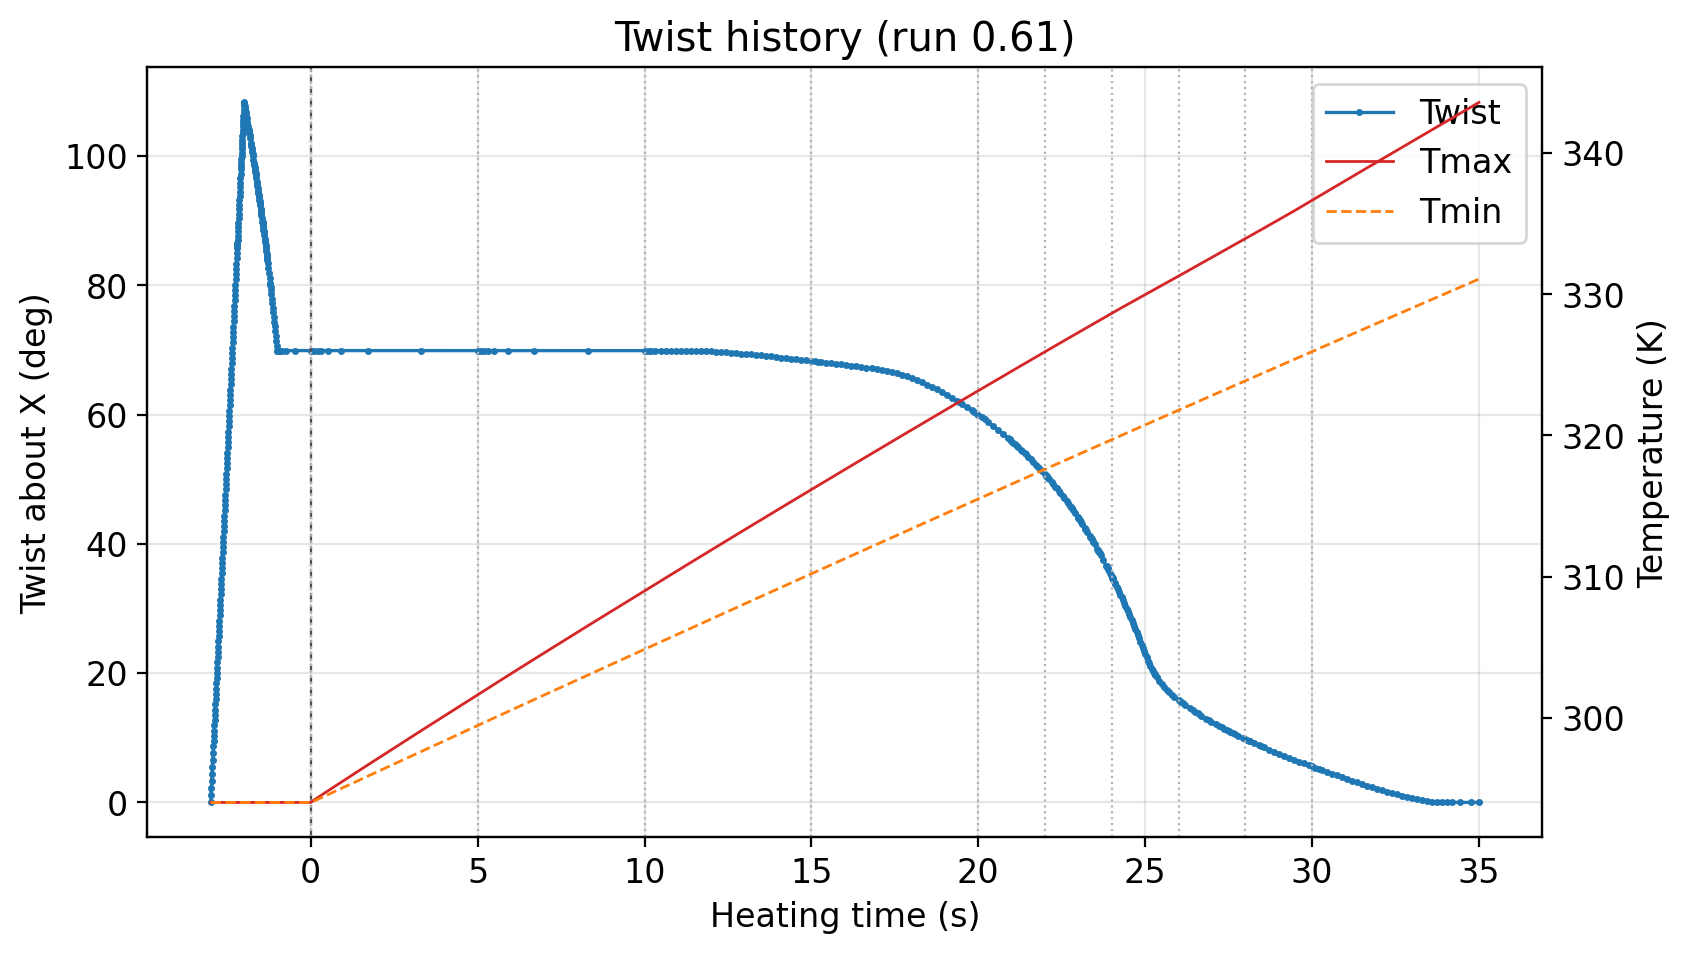 Twist history (run 0.61)
Twist
Tmax
Tmin
100
80
60
40
20
0
Twist about X (deg)
340
330
320
310
300
Temperature (K)
0 5 10 15 20 25 30 35
Heating time (s)